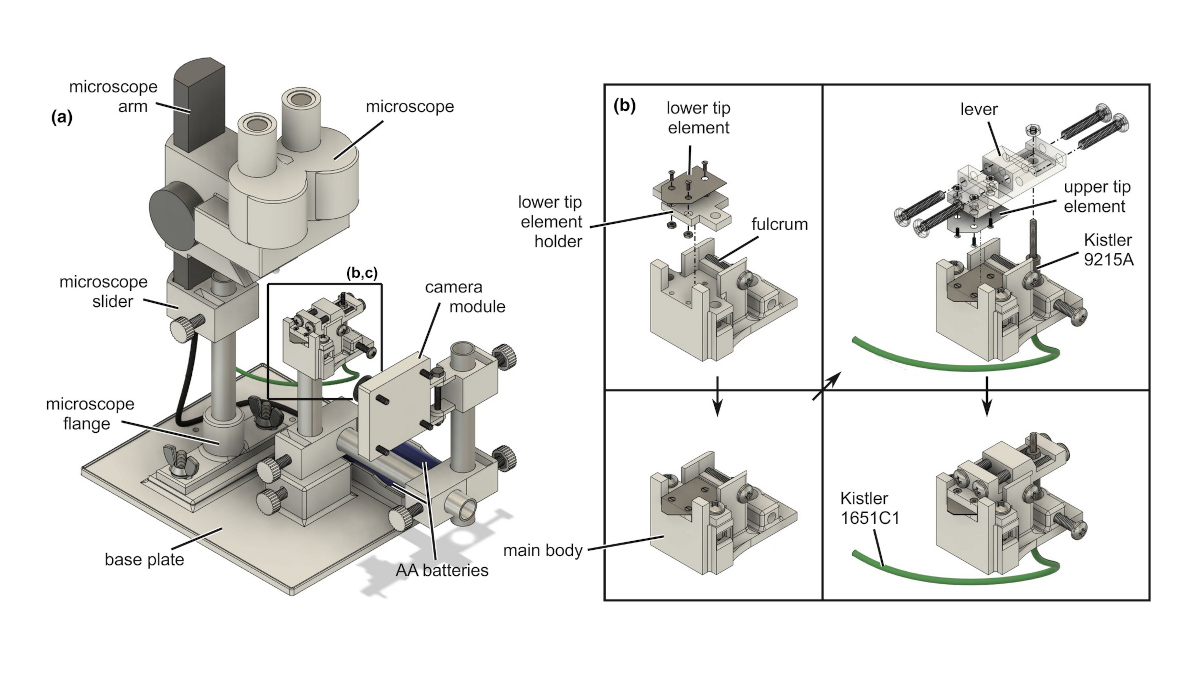 (a)
microscope
arm
microscope
microscope
slider
(b,c)
camera
module
microscope
flange
base plate
AA batteries
(b)
lower tip
element
lower tip
element
holder
fulcrum
main body
lever
upper tip
element
Kistler
9215A
Kistler
1651C1